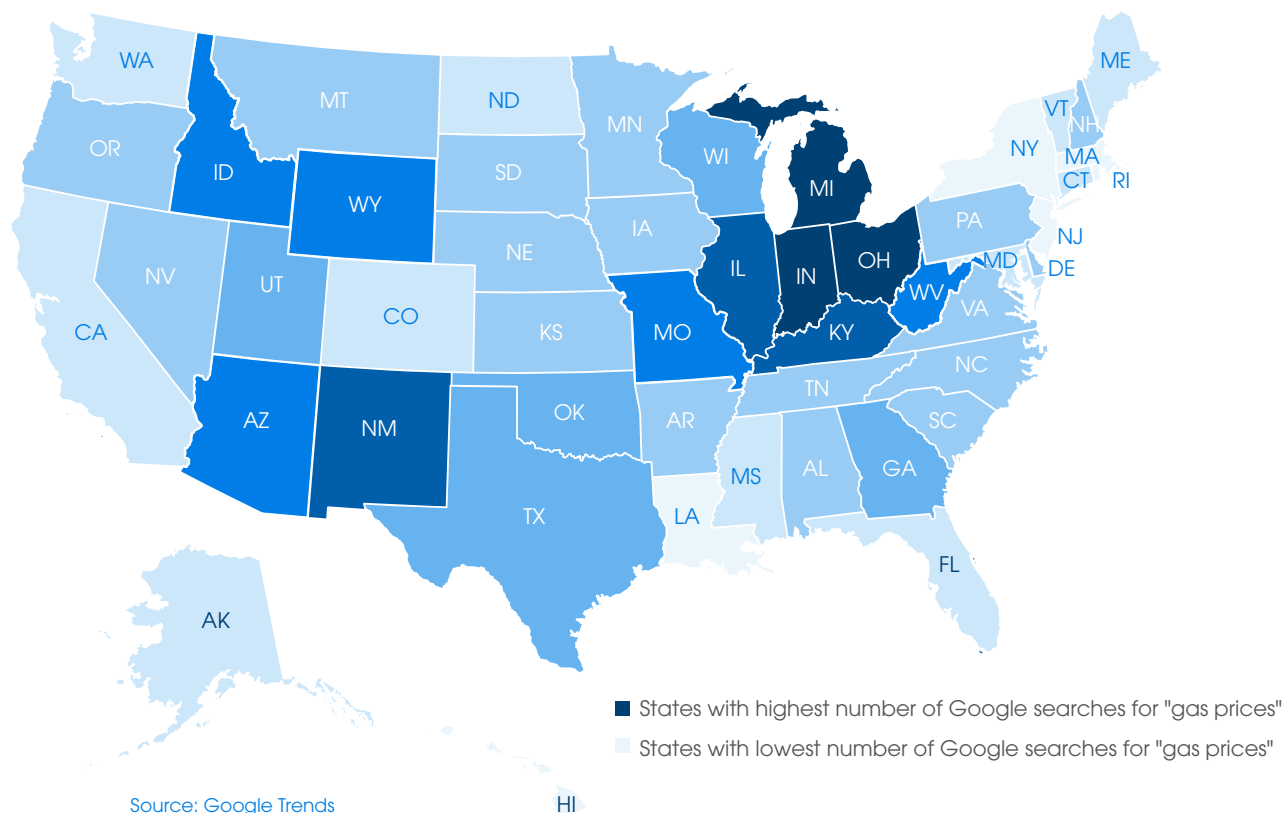 WA
MT
ND
MN
ME
VT
NH
OR
ID
SD
WI
NY
MA
MI
CT
RI
WY
IA
PA
NJ
NV
UT
NE
IL
IN
OH
MD
DE
WV
VA
CA
CO
KS
MO
KY
NC
TN
AZ
NM
OK
AR
SC
MS
AL
GA
TX
LA
FL
AK
States with highest number of Google searches for "gas prices"
States with lowest number of Google searches for "gas prices"
Source: Google Trends
HI